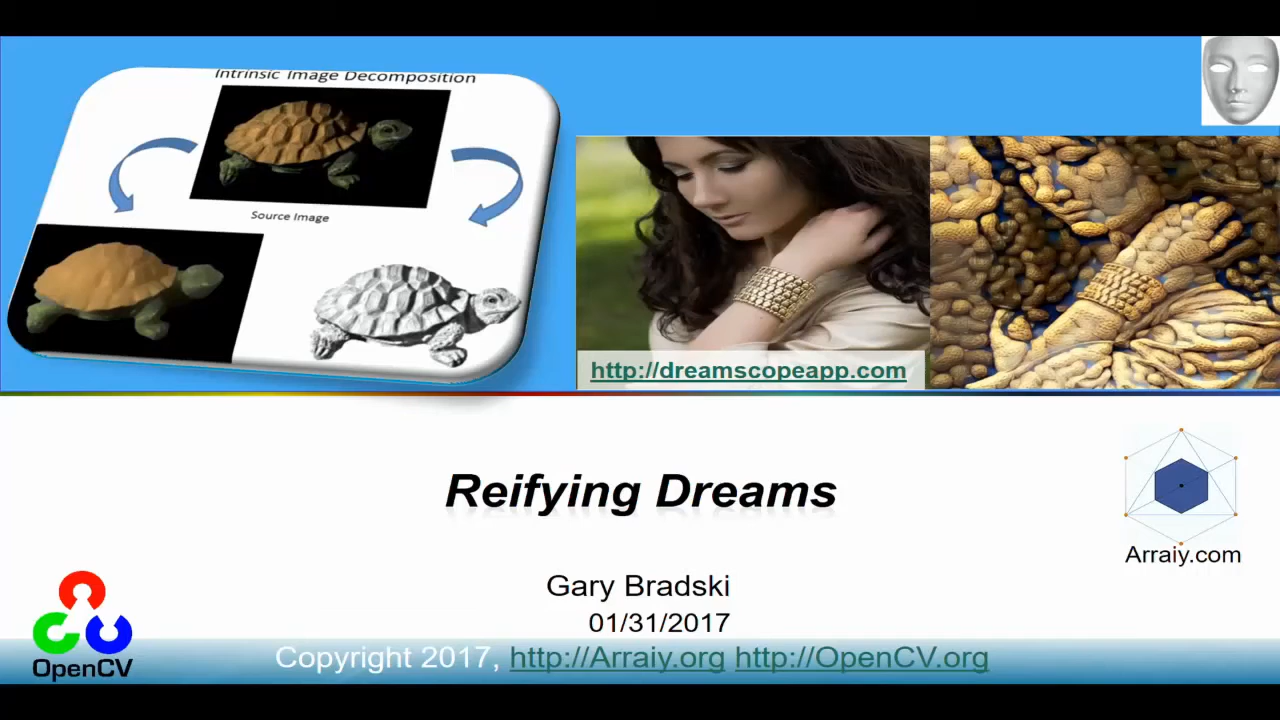 Intrinsic Image Decomposition
Source Image
http://dreamscopeapp.com
Reifying Dreams
Arraiy.com
Gary Bradski
01/31/2017
OpenCV
Copyright 2017, http://Arraiy.org http://OpenCV.org